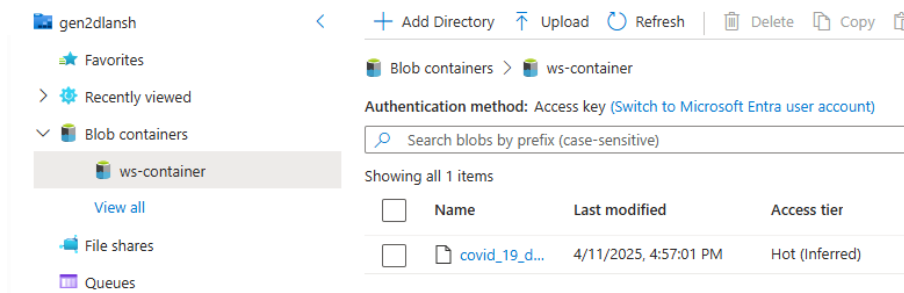 gen2dlansh
Favorites
Recently viewed
Blob containers
ws-container
View all
File shares
Queues
Add Directory Upload Refresh Delete Copy
Blob containers > ws-container
Authentication method: Access key (Switch to Microsoft Entra user account)
Search blobs by prefix (case-sensitive)
Showing all 1 items
Name Last modified Access tier
covid_19_d... 4/11/2025, 4:57:01 PM Hot (Inferred)